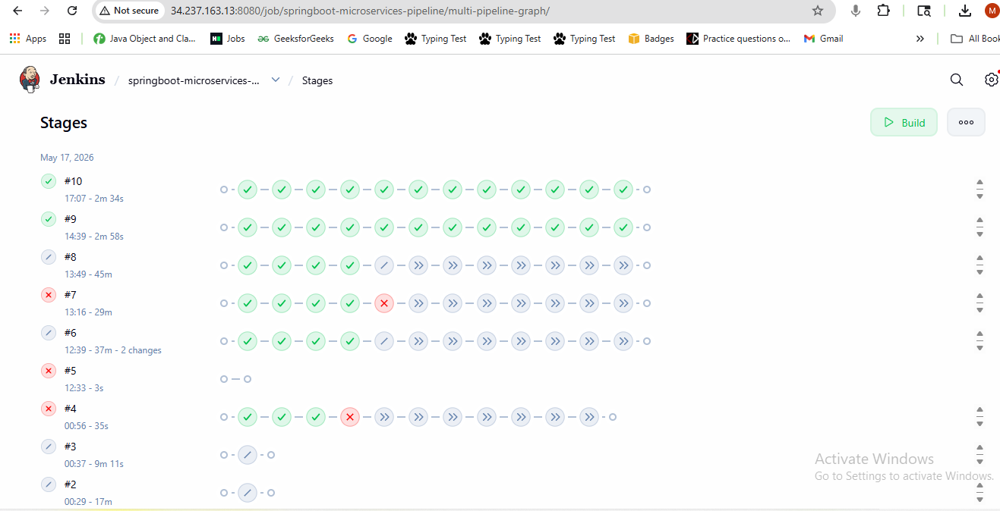 Not secure 34.237.163.13:8080/job/springboot-microservices-pipeline/multi-pipeline-graph/ M
Apps Java Object and Cla... Jobs GeeksforGeeks Google Typing Test Typing Test Typing Test Badges Practice questions o... Gmail » All Book
Jenkins / springboot-microservices-... / Stages
Stages
Build
May 17, 2026
#10
17:07 - 2m 34s
#9
14:39 - 2m 58s
#8
13:49 - 45m
#7
13:16 - 29m
#6
12:39 - 37m - 2 changes
#5
12:33 - 3s
#4
00:56 - 35s
#3
00:37 - 9m 11s
#2
00:29 - 17m
Activate Windows
Go to Settings to activate Windows.